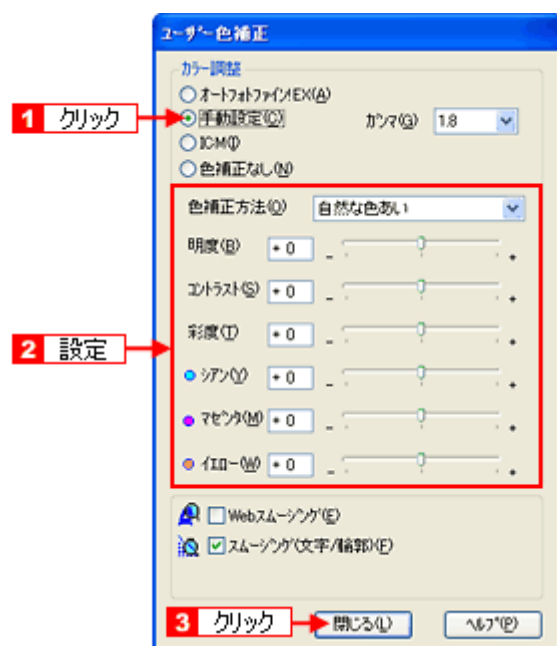 ユーザー色補正
カラー調整
オートフォトファイン!EX(A)
1 クリック
手動設定(C)
ガンマ(G) 1.8
ICM(I)
色補正なし(N)
色補正方法(O) 自然な色あい
明度(B) + 0 - +
コントラスト(S) + 0 - +
彩度(T) + 0 - +
2 設定
シアン(Y) + 0 - +
マゼンタ(M) + 0 - +
イエロー(W) + 0 - +
Webスムージング(E)
スムージング(文字/輪郭)(F)
3 クリック
閉じる(L)
ヘルプ(P)